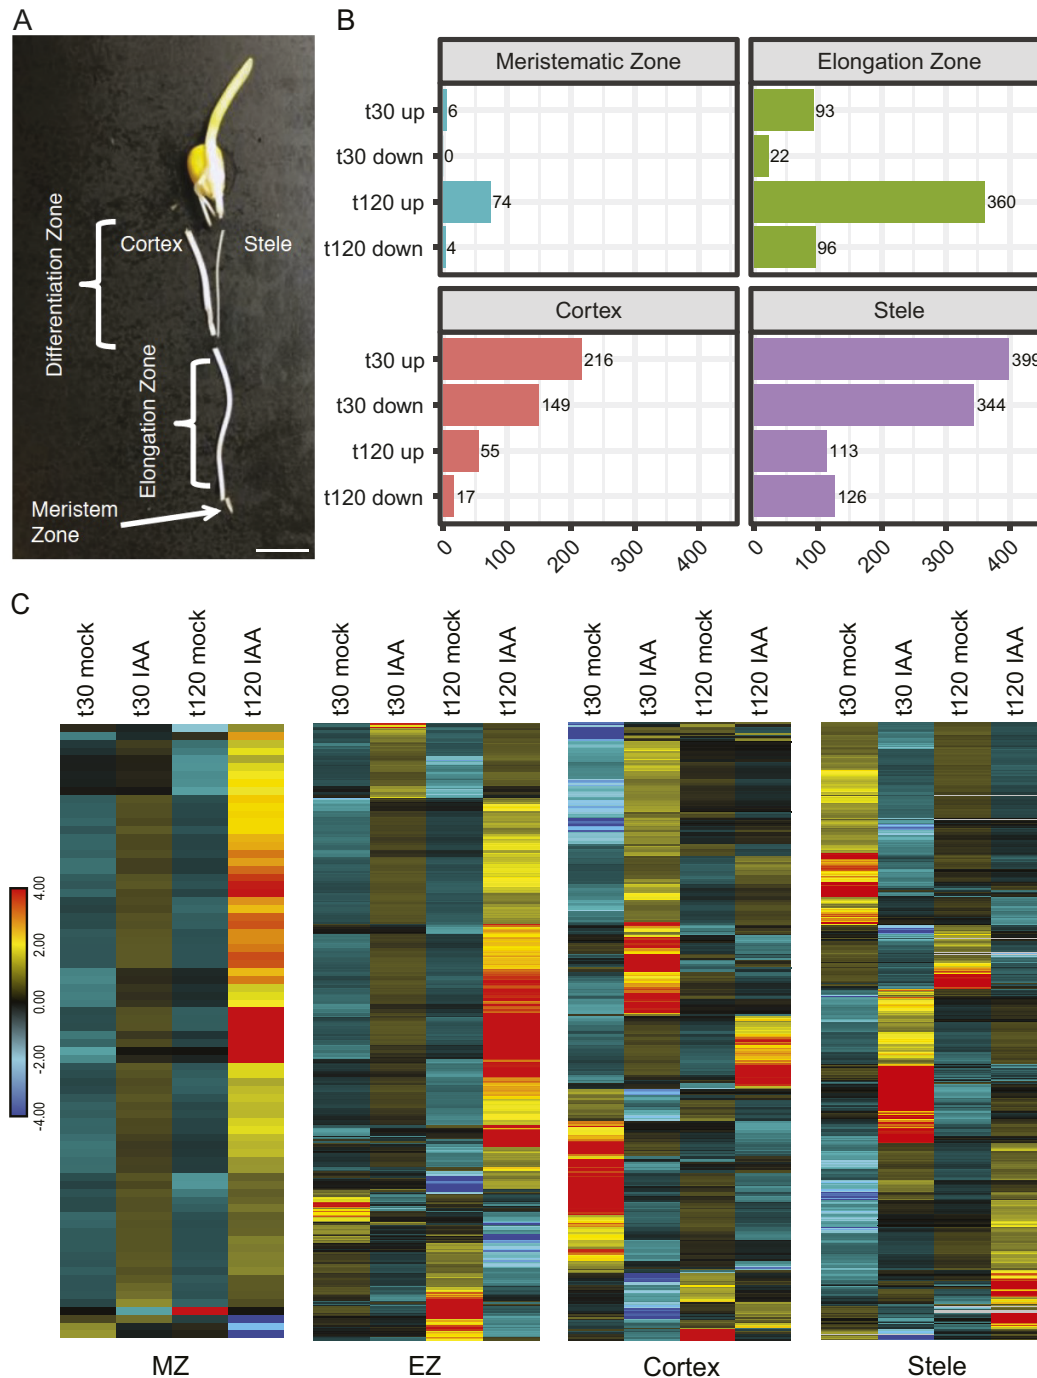 A
Differentiation Zone
Cortex
Stele
Elongation Zone
Meristem
Zone
B
Meristematic Zone
Elongation Zone
t30 up
6
93
t30 down
0
22
t120 up
74
360
t120 down
4
96
Cortex
Stele
t30 up
216
399
t30 down
149
344
t120 up
55
113
t120 down
17
126
0 100 200 300 400
0 100 200 300 400
C
t30 mock t30 IAA t120 mock t120 IAA
t30 mock t30 IAA t120 mock t120 IAA
t30 mock t30 IAA t120 mock t120 IAA
t30 mock t30 IAA t120 mock t120 IAA
4.00
2.00
0.00
-2.00
-4.00
MZ
EZ
Cortex
Stele